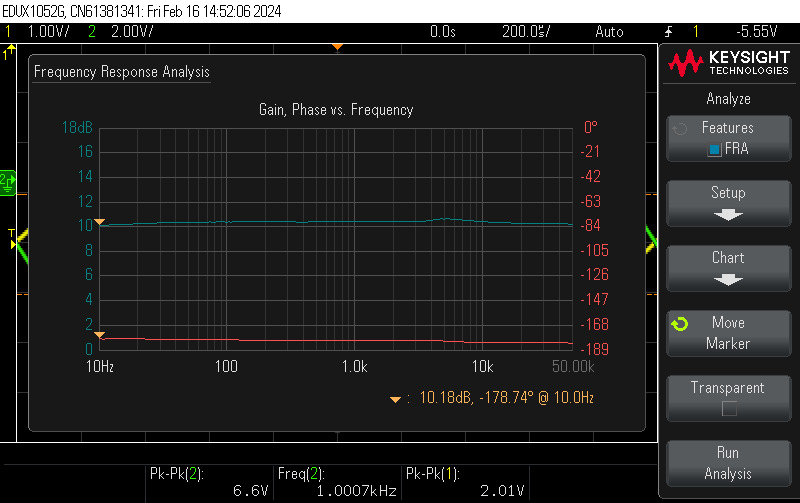 EDUX1052G, CN61381341: Fri Feb 16 14:52:06 2024
1 1.00V/ 2 2.00V/ 0.0s 200.0s/ Auto 1 -5.55V
KEYSIGHT
TECHNOLOGIES
Analyze
Features
FRA
Setup
Chart
Move
Marker
Transparent
Run
Analysis
Frequency Response Analysis
Gain, Phase vs. Frequency
18dB 0°
16 -21
14 -42
12 -63
10 -84
8 -105
6 -126
4 -147
2 -168
0 -189
10Hz 100 1.0k 10k 50.00k
: 10.18dB, -178.74° @ 10.0Hz
1
2
T
Pk-Pk(2): Freq(2): Pk-Pk(1):
6.6V 1.0007kHz 2.01V